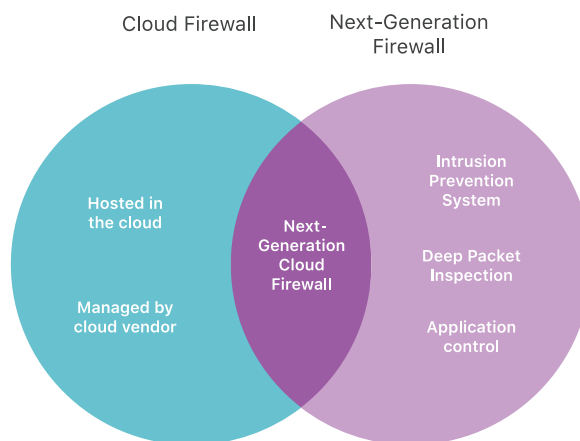 Cloud Firewall
Next-Generation
Firewall
Hosted in
the cloud
Managed by
cloud vendor
Next-
Generation
Cloud
Firewall
Intrusion
Prevention
System
Deep Packet
Inspection
Application
control